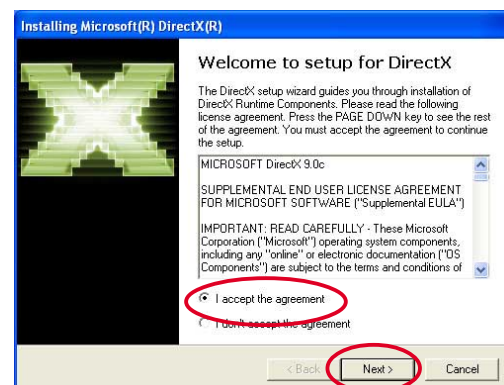 Installing Microsoft(R) DirectX(R)
Welcome to setup for DirectX
The DirectX setup wizard guides you through installation of
DirectX Runtime Components. Please read the following
license agreement. Press the PAGE DOWN key to see the rest
of the agreement. You must accept the agreement to continue
the setup.
MICROSOFT DirectX 9.0c
SUPPLEMENTAL END USER LICENSE AGREEMENT
FOR MICROSOFT SOFTWARE ("Supplemental EULA")
IMPORTANT: READ CAREFULLY - These Microsoft
Corporation ("Microsoft") operating system components,
including any "online" or electronic documentation ("OS
Components") are subject to the terms and conditions of
I accept the agreement
I don't accept the agreement
< Back Next > Cancel